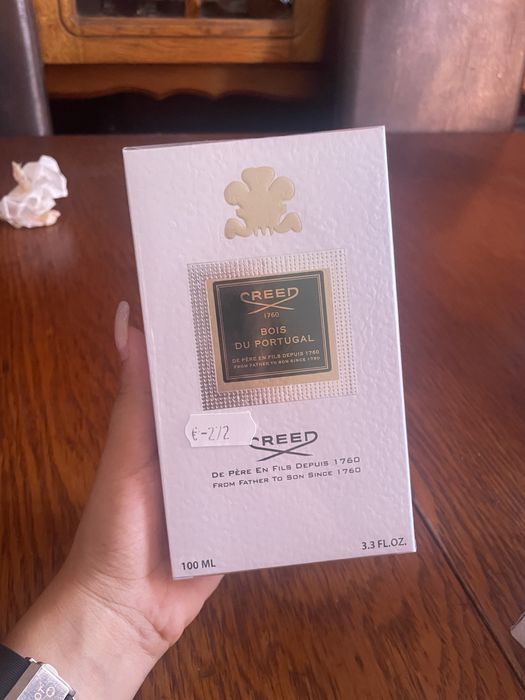 CREED
1760
BOIS
DU PORTUGAL
DE PÈRE EN FILS DEPUIS 1760
FROM FATHER TO SON SINCE 1760
€-272
CREED
DE PÈRE EN FILS DEPUIS 1760
FROM FATHER TO SON SINCE 1760
100 ML
3.3 FL.OZ.